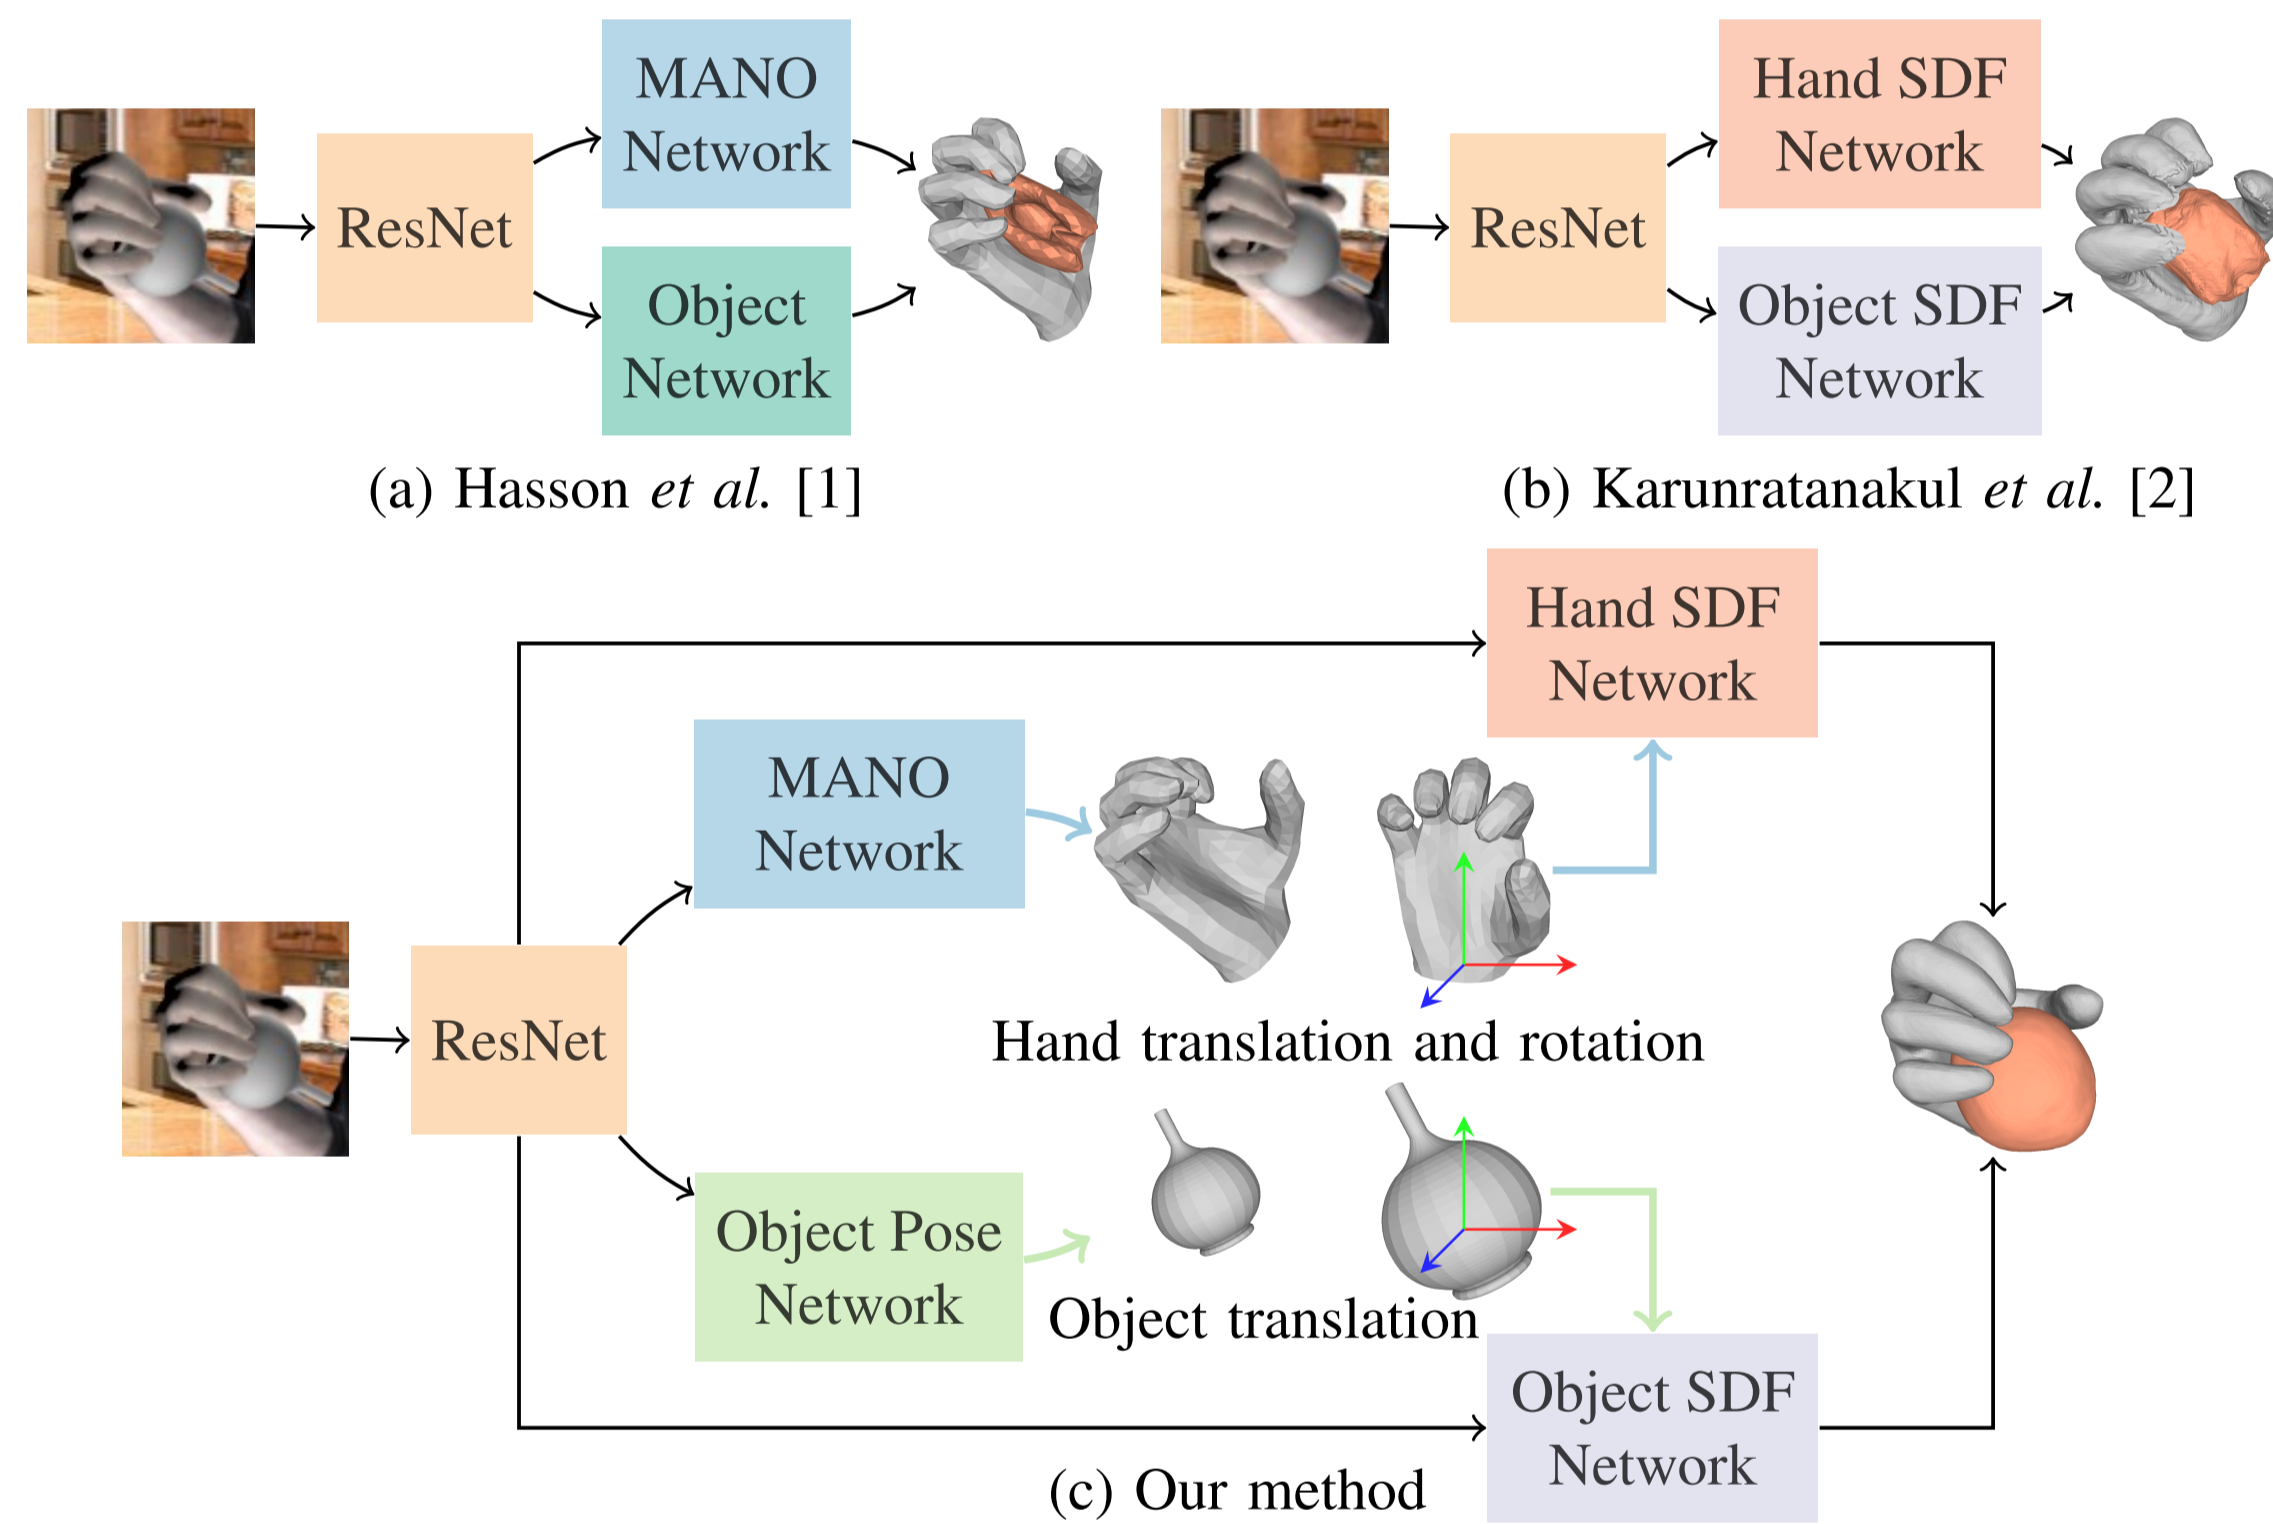 MANO
Network
ResNet
Object
Network
(a) Hasson et al. [1]
Hand SDF
Network
ResNet
Object SDF
Network
(b) Karunratanakul et al. [2]
Hand SDF
Network
MANO
Network
ResNet
Hand translation and rotation
Object Pose
Network
Object translation
Object SDF
Network
(c) Our method